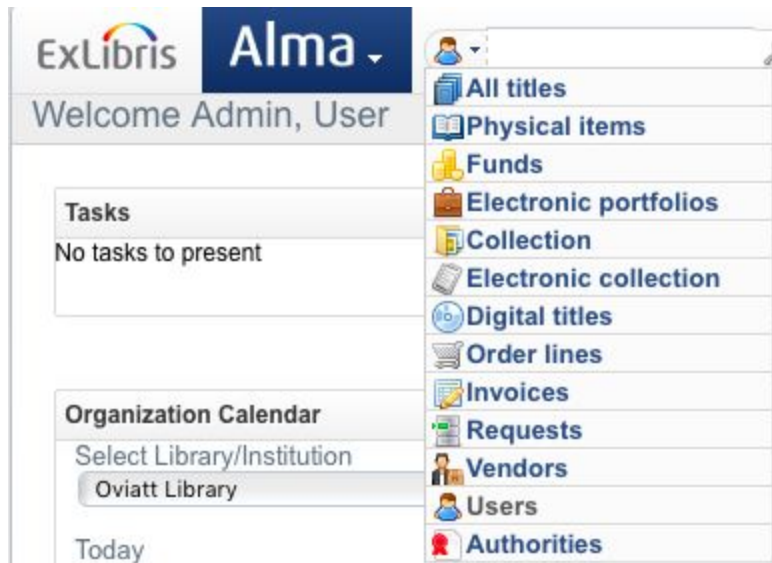 ExLibris Alma
Welcome Admin, User
Tasks
No tasks to present
Organization Calendar
Select Library/Institution
Oviatt Library
Today
All titles
Physical items
Funds
Electronic portfolios
Collection
Electronic collection
Digital titles
Order lines
Invoices
Requests
Vendors
Users
Authorities